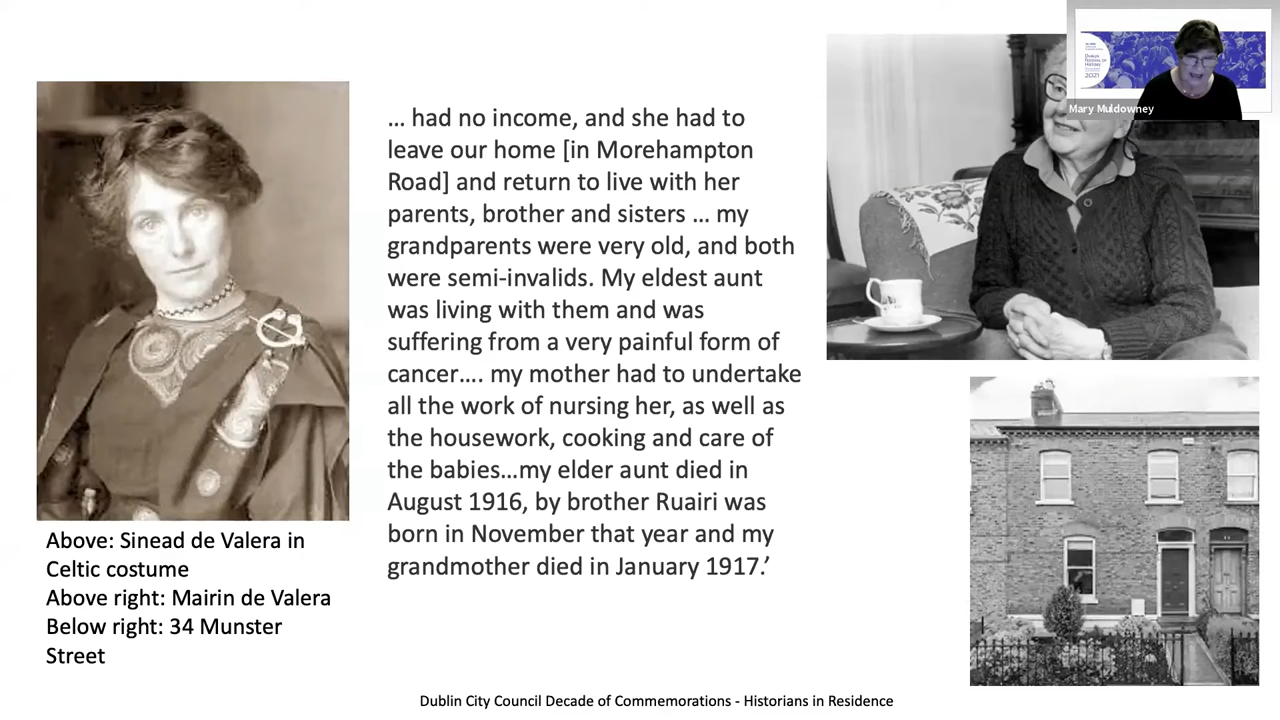 … had no income, and she had to
leave our home [in Morehampton
Road] and return to live with her
parents, brother and sisters … my
grandparents were very old, and both
were semi-invalids. My eldest aunt
was living with them and was
suffering from a very painful form of
cancer…. my mother had to undertake
all the work of nursing her, as well as
the housework, cooking and care of
the babies…my elder aunt died in
August 1916, by brother Ruairi was
born in November that year and my
grandmother died in January 1917.’
Above: Sinead de Valera in
Celtic costume
Above right: Mairin de Valera
Below right: 34 Munster
Street
Dublin City Council Decade of Commemorations - Historians in Residence
Mary Muldowney
2021